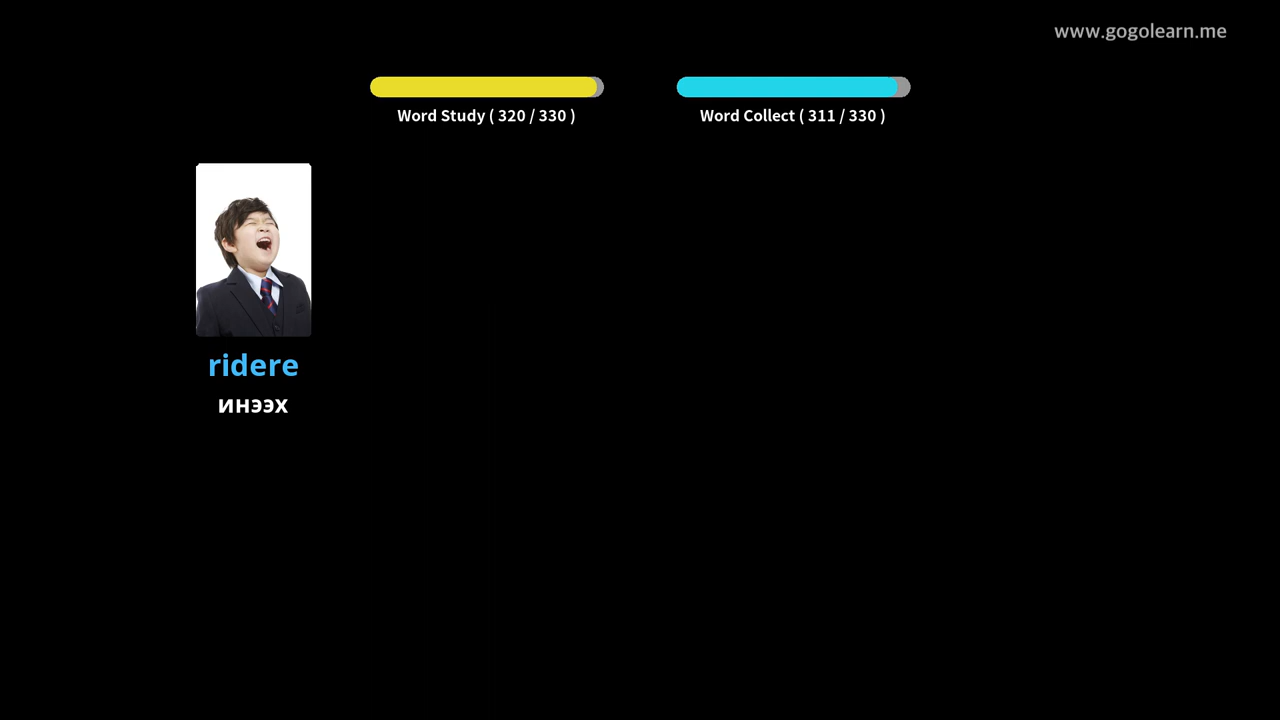 www.gogolearn.me
Word Study ( 320 / 330 )
Word Collect ( 311 / 330 )
ridere
инээх